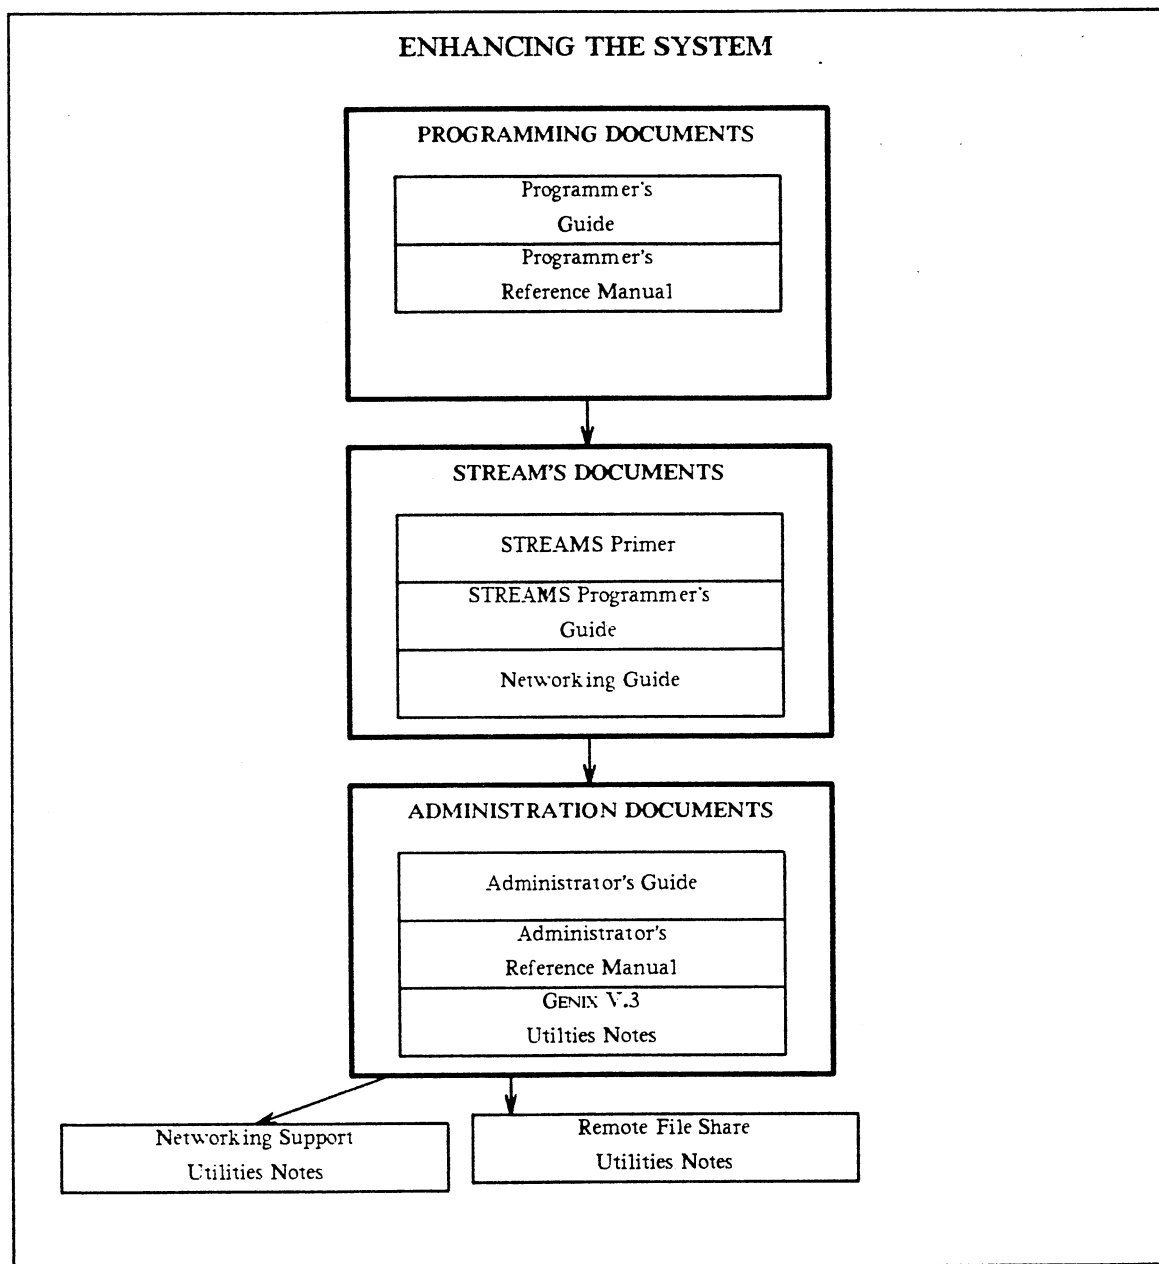 ENHANCING THE SYSTEM
PROGRAMMING DOCUMENTS
Programmer's
Guide
Programmer's
Reference Manual
STREAM'S DOCUMENTS
STREAMS Primer
STREAMS Programmer's
Guide
Networking Guide
ADMINISTRATION DOCUMENTS
Administrator's Guide
Administrator's
Reference Manual
GENIX V.3
Utilties Notes
Networking Support
Utilities Notes
Remote File Share
Utilities Notes